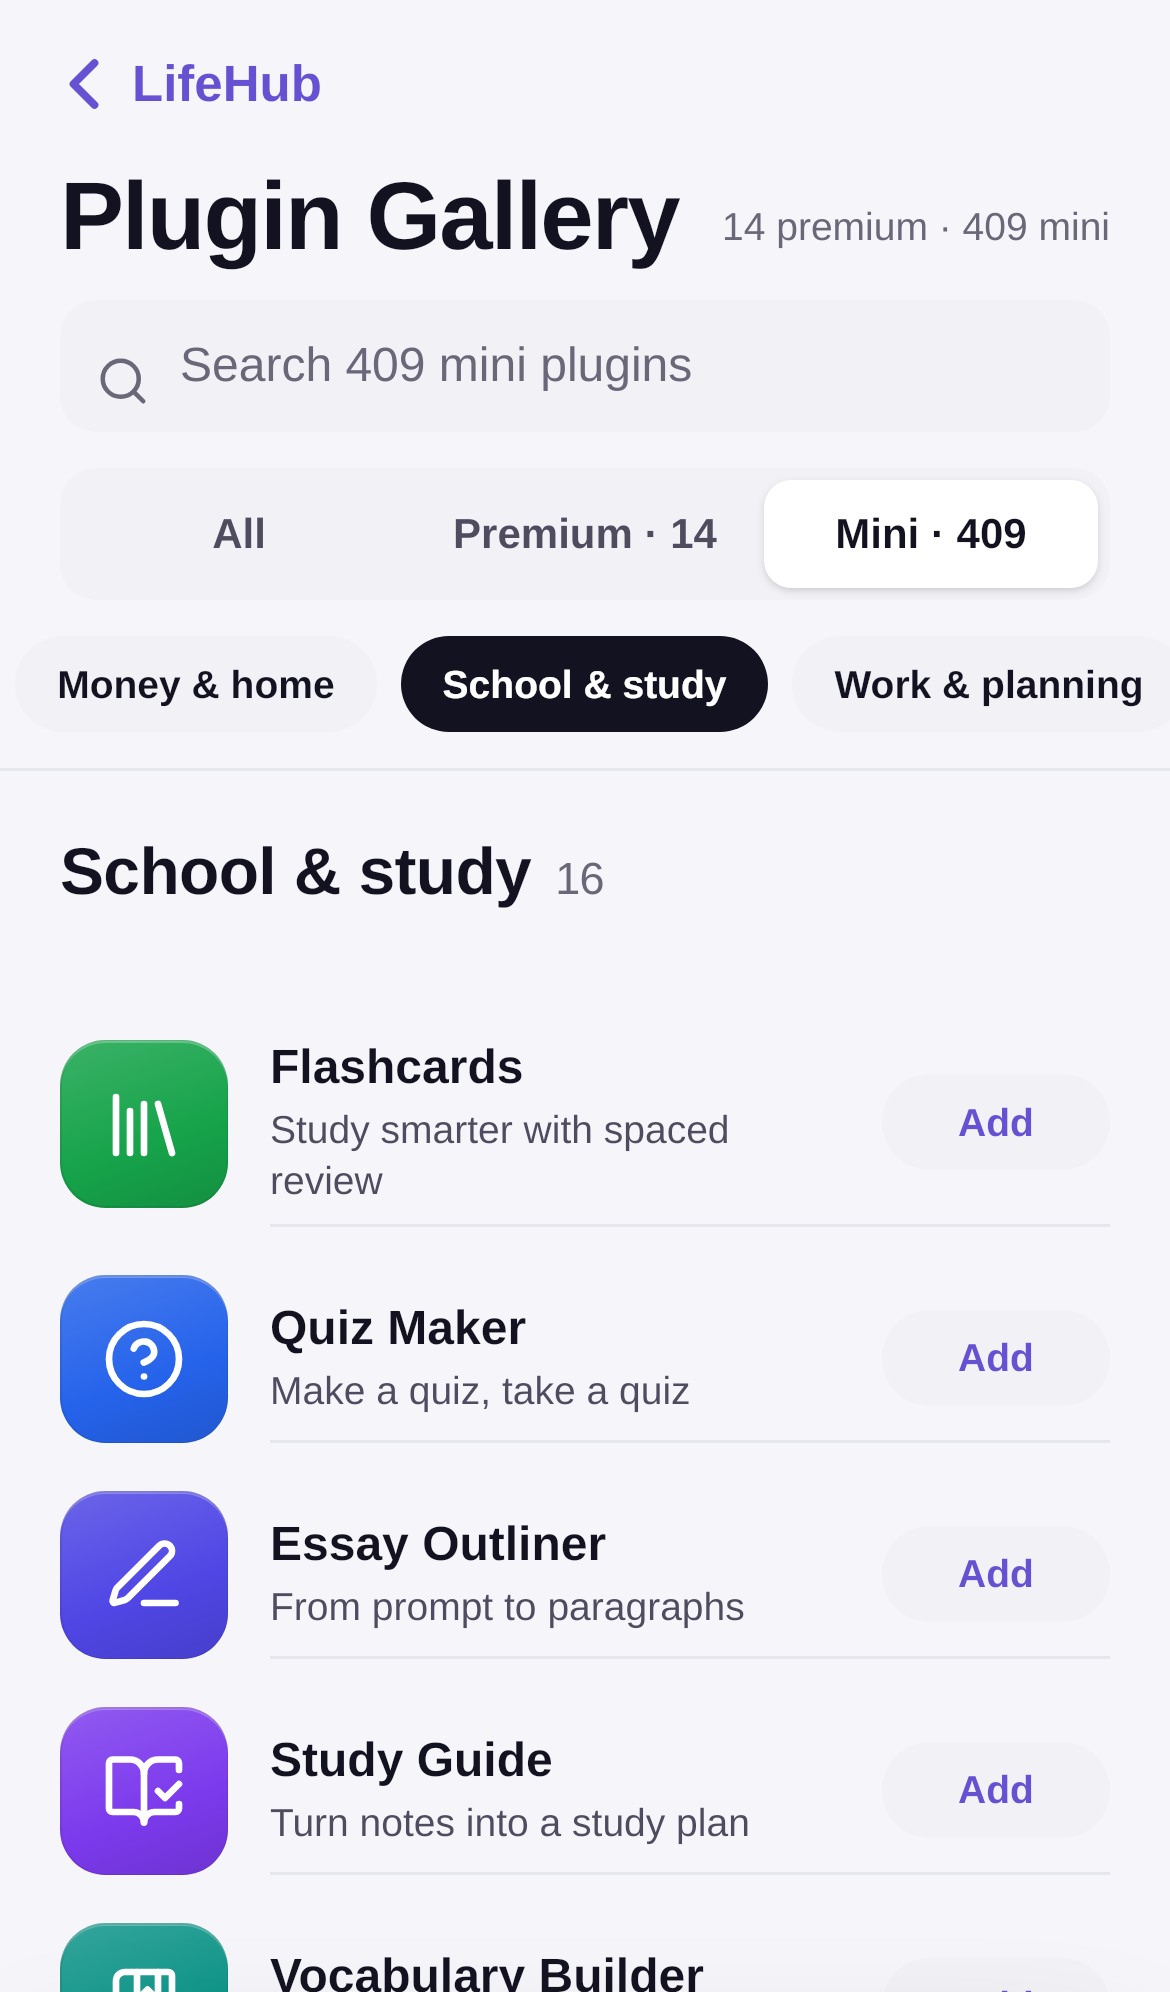 LifeHub
Plugin Gallery
14 premium · 409 mini
Search 409 mini plugins
All
Premium · 14
Mini · 409
Money & home
School & study
Work & planning
School & study 16
Flashcards
Study smarter with spaced
review
Add
Quiz Maker
Make a quiz, take a quiz
Add
Essay Outliner
From prompt to paragraphs
Add
Study Guide
Turn notes into a study plan
Add
Vocabulary Builder